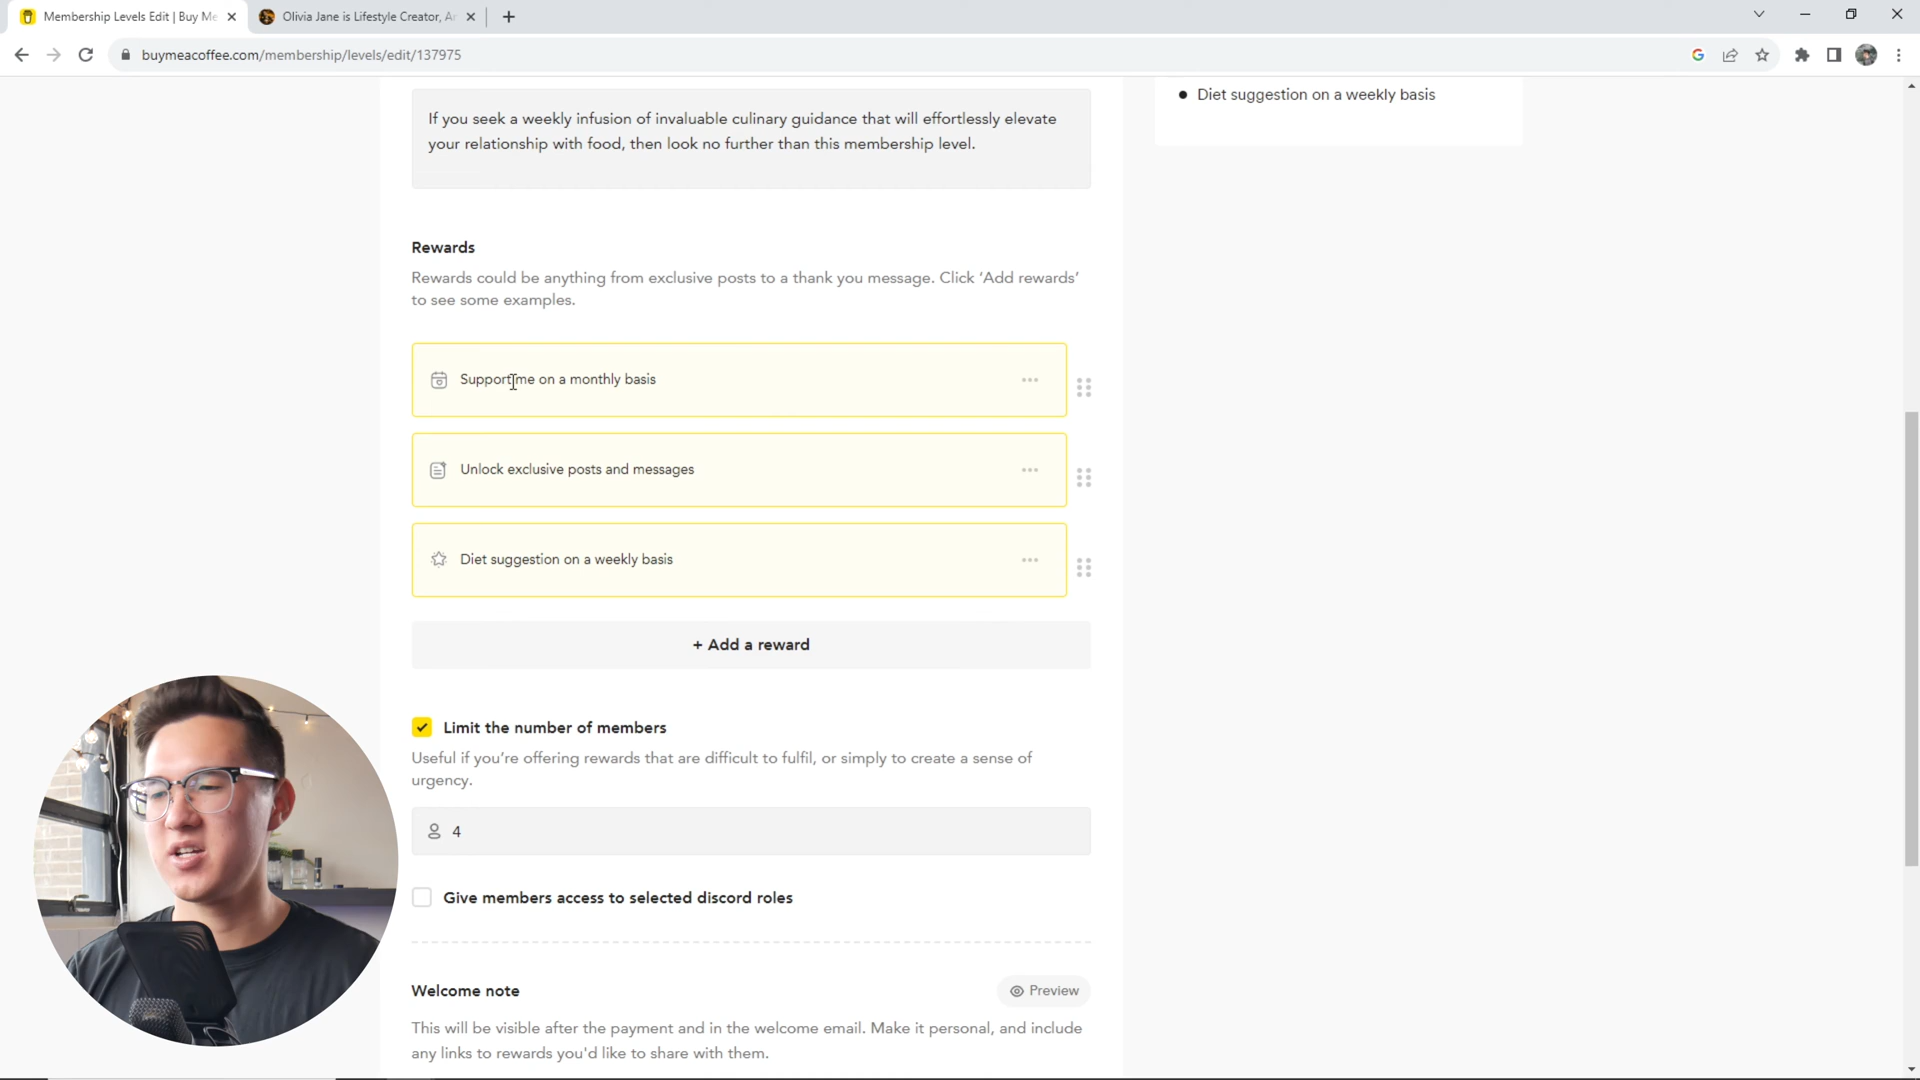 Membership Levels Edit | Buy Me
Olivia Jane is Lifestyle Creator, Ar
buymeacoffee.com/membership/levels/edit/137975
If you seek a weekly infusion of invaluable culinary guidance that will effortlessly elevate
your relationship with food, then look no further than this membership level.
Rewards
Rewards could be anything from exclusive posts to a thank you message. Click ‘Add rewards’
to see some examples.
Support me on a monthly basis
Unlock exclusive posts and messages
Diet suggestion on a weekly basis
+ Add a reward
Limit the number of members
Useful if you’re offering rewards that are difficult to fulfil, or simply to create a sense of
urgency.
4
Give members access to selected discord roles
Welcome note
Preview
This will be visible after the payment and in the welcome email. Make it personal, and include
any links to rewards you'd like to share with them.
• Diet suggestion on a weekly basis